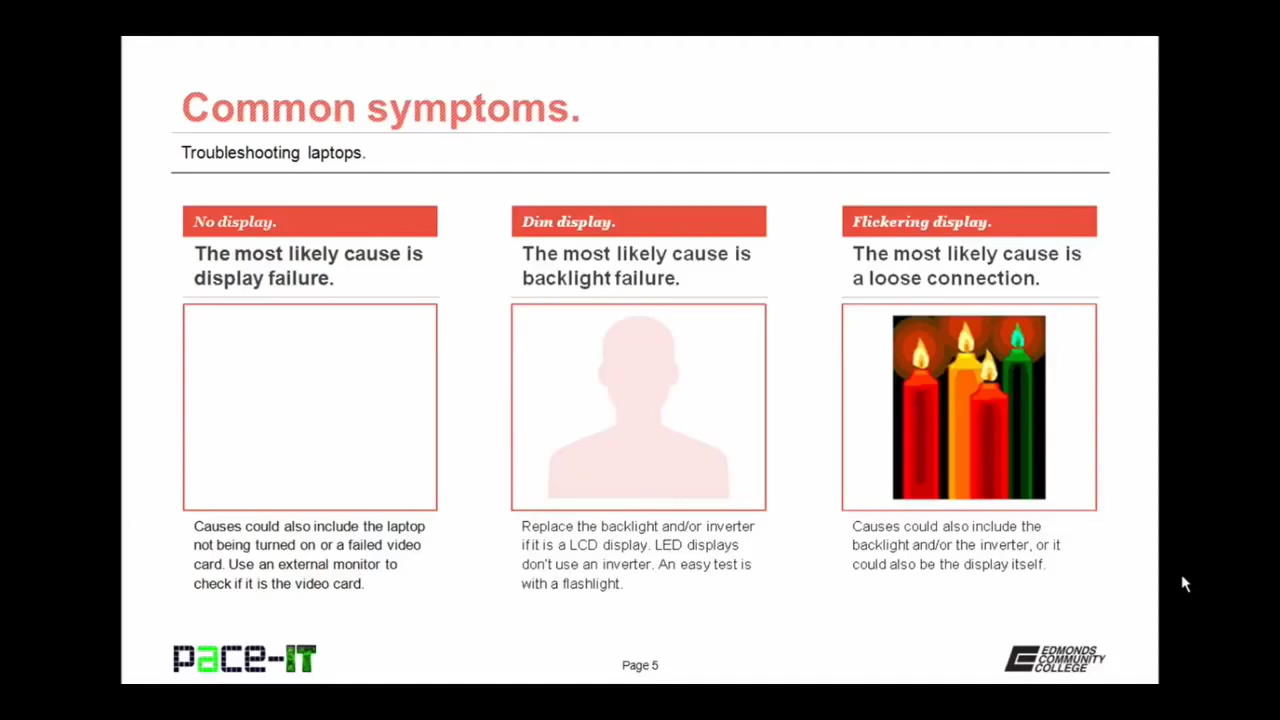 Common symptoms.
Troubleshooting laptops.
No display.
The most likely cause is
display failure.
Causes could also include the laptop
not being turned on or a failed video
card. Use an external monitor to
check if it is the video card.
Dim display.
The most likely cause is
backlight failure.
Replace the backlight and/or inverter
if it is a LCD display. LED displays
don't use an inverter. An easy test is
with a flashlight.
Flickering display.
The most likely cause is
a loose connection.
Causes could also include the
backlight and/or the inverter, or it
could also be the display itself.
pace-IT
Page 5
EDMONDS
COMMUNITY
COLLEGE